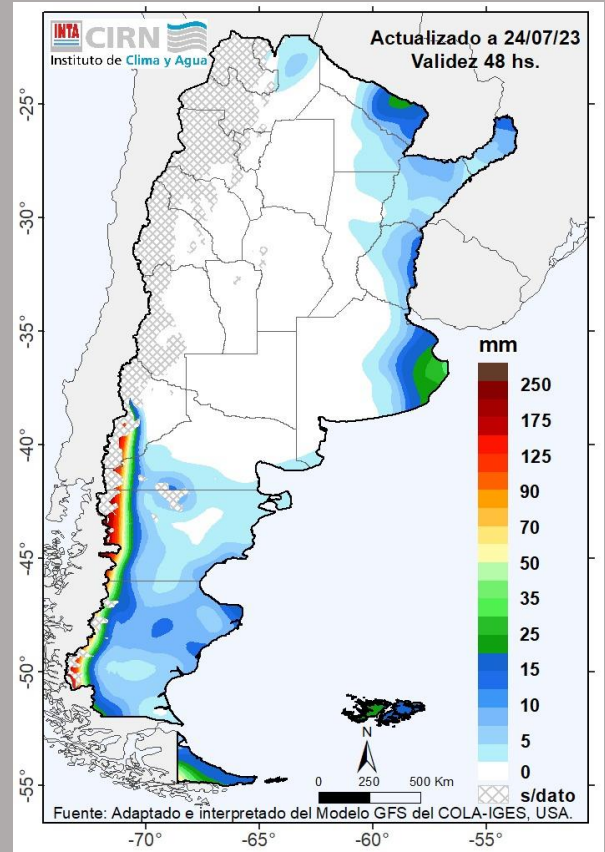 INTA CIRN
Instituto de Clima y Agua
Actualizado a 24/07/23
Validez 48 hs.
25°
30°
35°
40°
45°
50°
55°
mm
250
175
125
90
70
50
35
25
15
10
5
0
s/dato
N
0 250 500 Km
Fuente: Adaptado e interpretado del Modelo GFS del COLA-IGES, USA.
-70° -65° -60° -55°